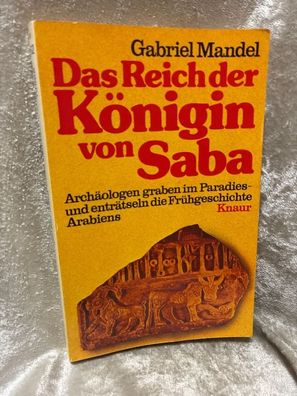 Gabriel Mandel
Das Reich der
Königin
von Saba
Archäologen graben im Paradies -
und enträtseln die Frühgeschichte
Arabiens Knaur